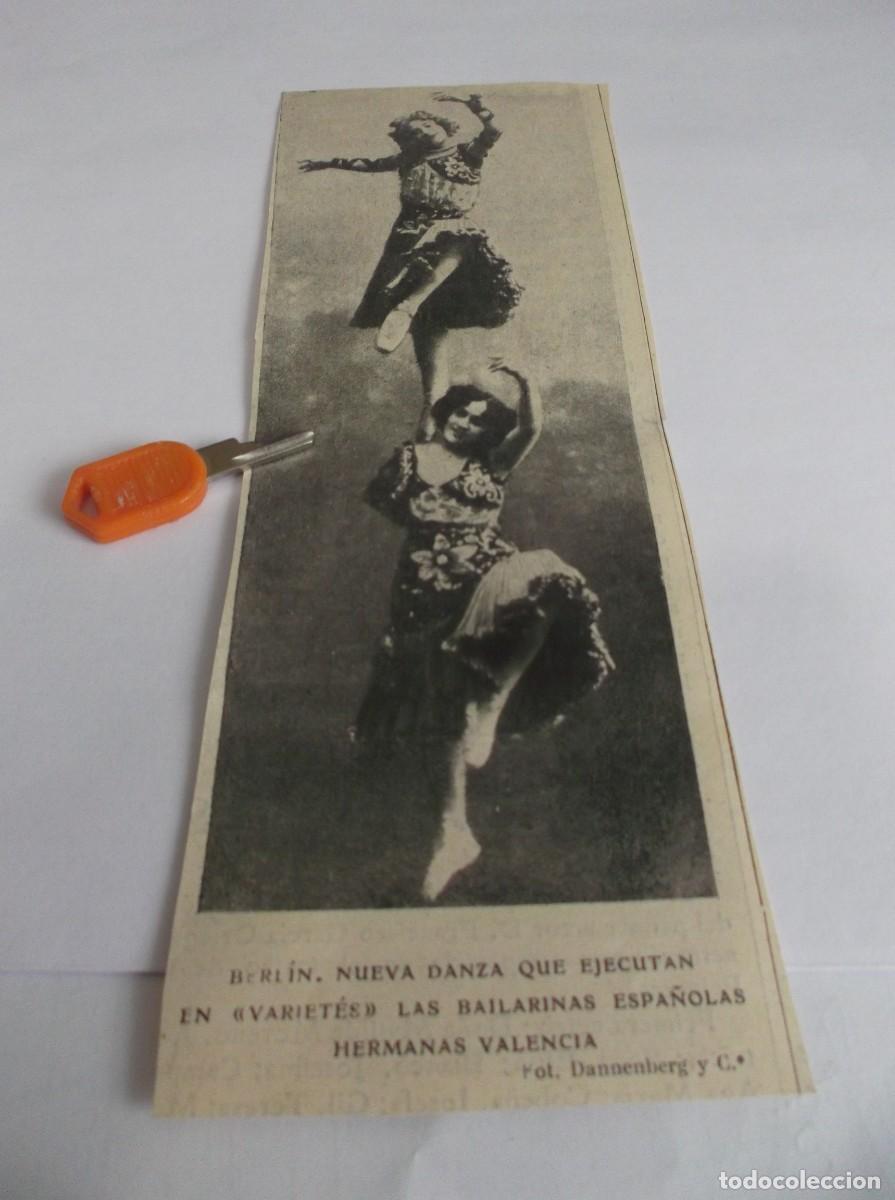 BERLÍN. NUEVA DANZA QUE EJECUTAN
EN «VARIETÉS» LAS BAILARINAS ESPAÑOLAS
HERMANAS VALENCIA
Fot. Dannenberg y C.ª
todocoleccion